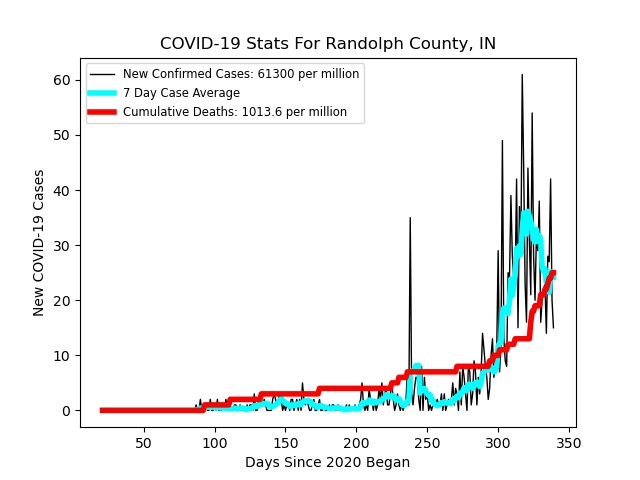 COVID-19 Stats For Randolph County, IN
New Confirmed Cases: 61300 per million
7 Day Case Average
Cumulative Deaths: 1013.6 per million
New COVID-19 Cases
60
50
40
30
20
10
0
50 100 150 200 250 300 350
Days Since 2020 Began